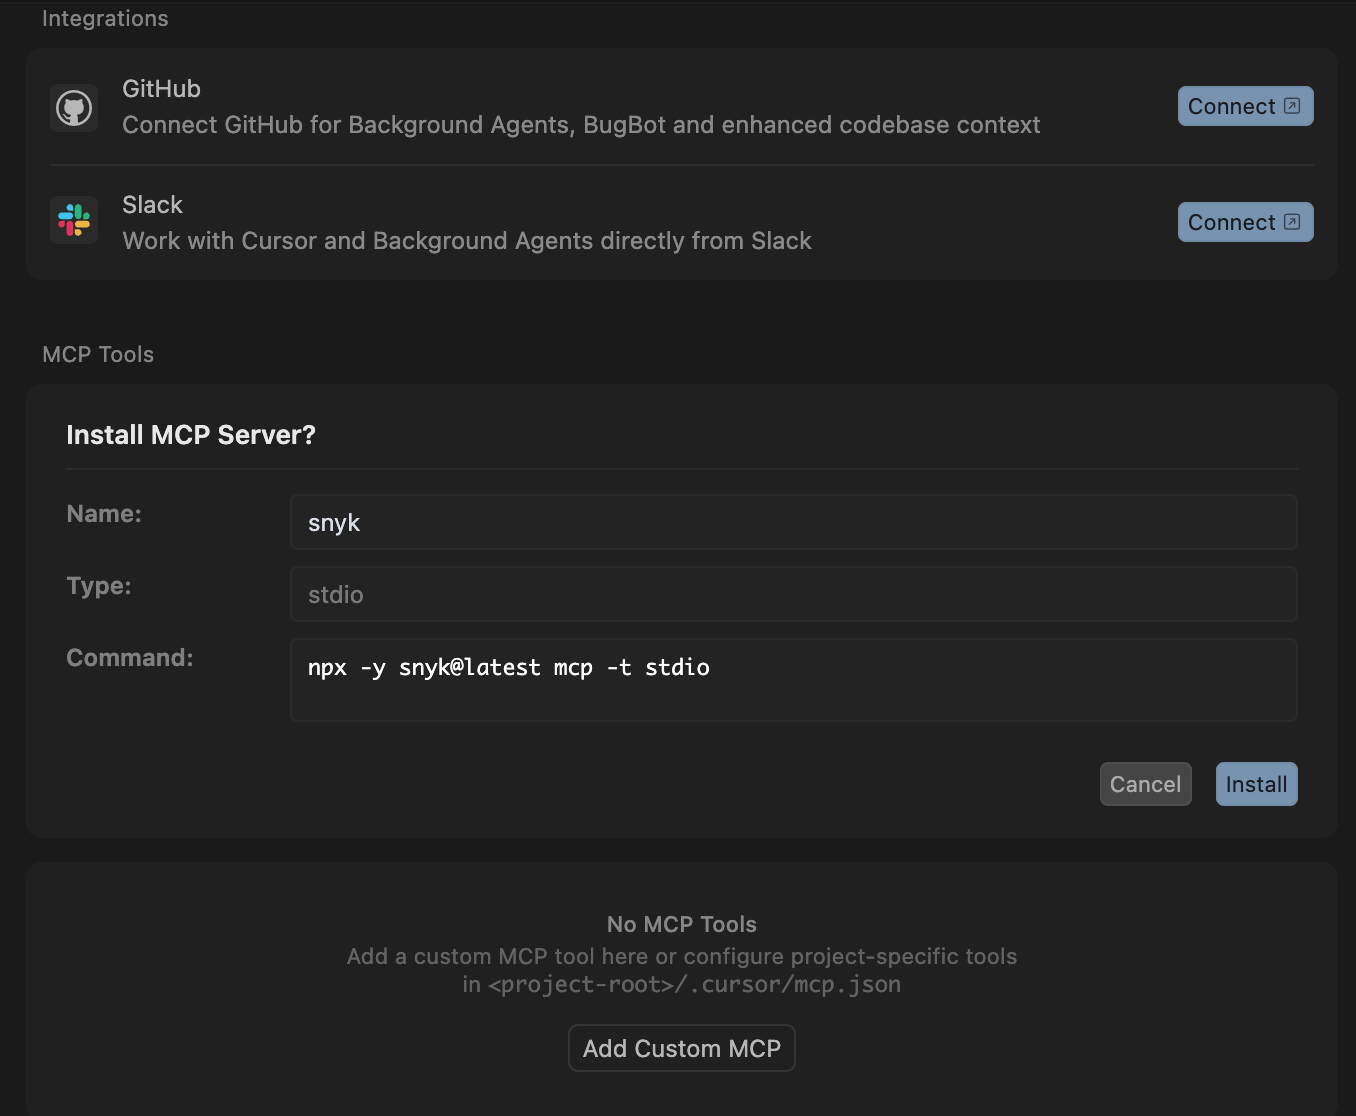 Integrations
GitHub
Connect GitHub for Background Agents, BugBot and enhanced codebase context
Connect
Slack
Work with Cursor and Background Agents directly from Slack
Connect
MCP Tools
Install MCP Server?
Name:
snyk
Type:
stdio
Command:
npx -y snyk@latest mcp -t stdio
Cancel
Install
No MCP Tools
Add a custom MCP tool here or configure project-specific tools
in <project-root>/.cursor/mcp.json
Add Custom MCP